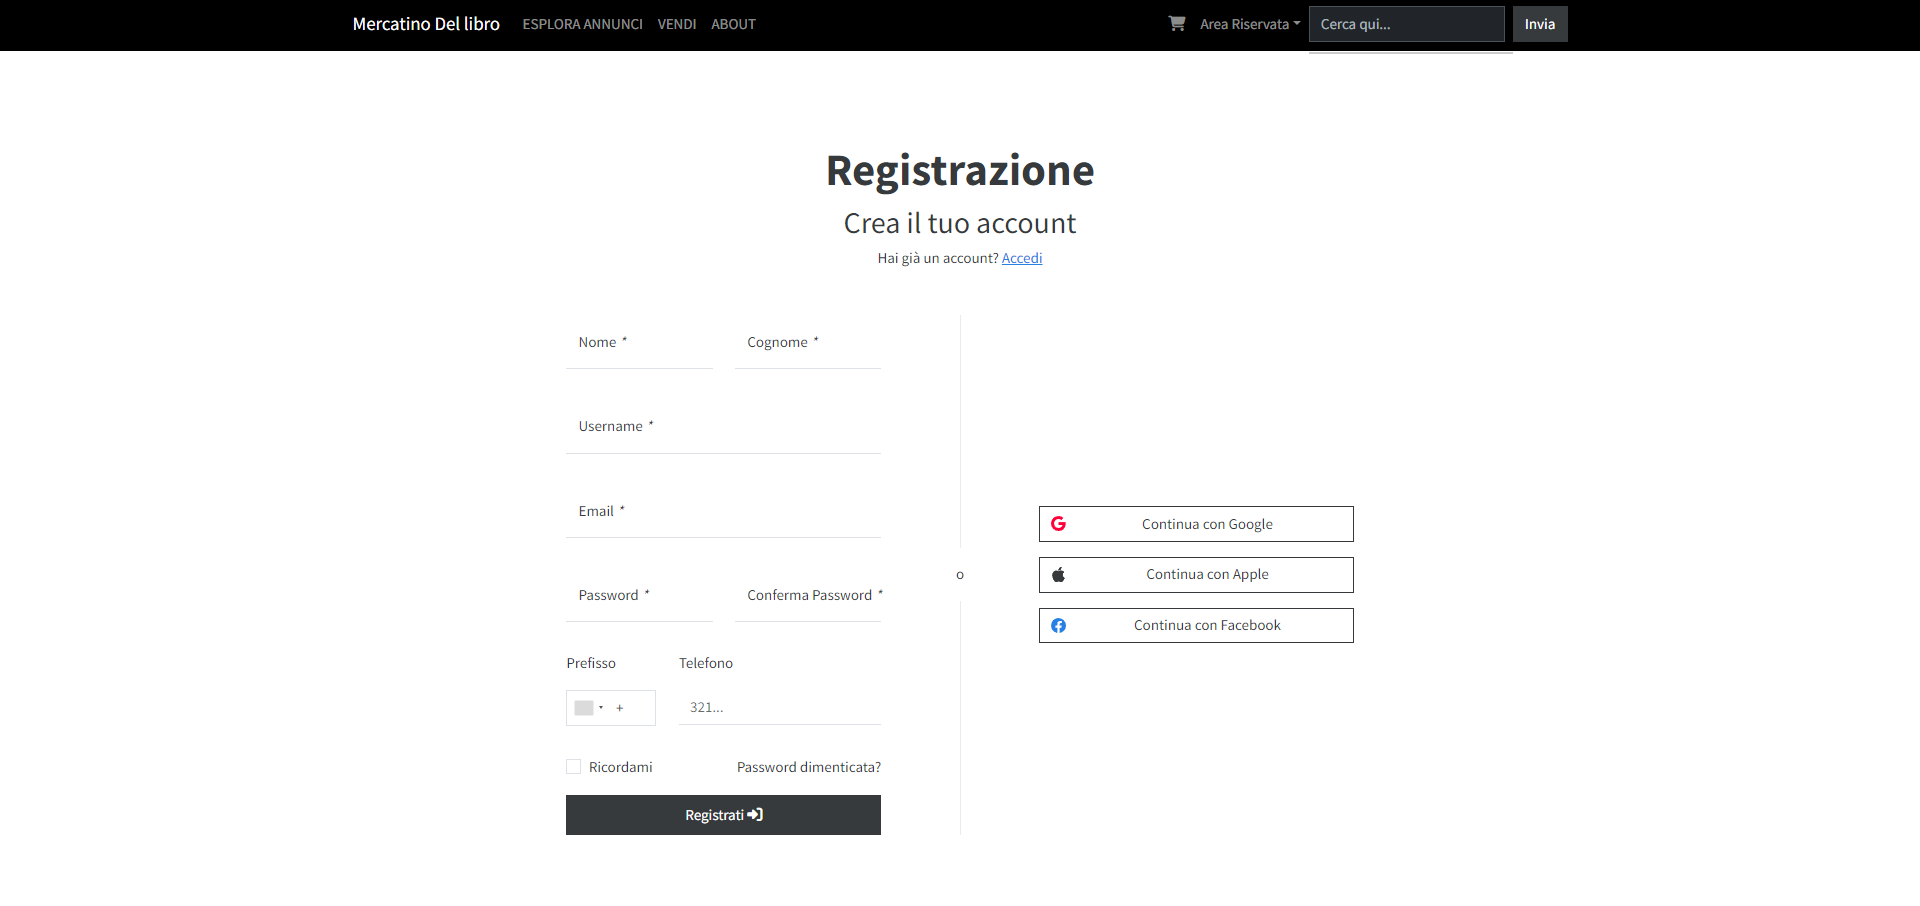 Mercatino Del libro ESPLORA ANNUNCI VENDI ABOUT Area Riservata Cerca qui... Invia
Registrazione
Crea il tuo account
Hai già un account? Accedi
Nome * Cognome *
Username *
Email *
Password * Conferma Password *
Prefisso Telefono
+ 321...
Ricordami Password dimenticata?
Registrati
o
Continua con Google
Continua con Apple
Continua con Facebook